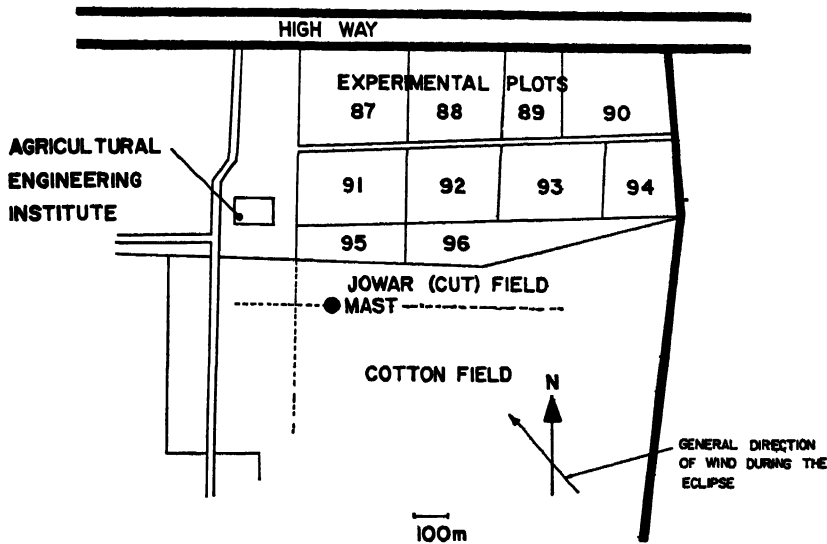 HIGH WAY
EXPERIMENTAL PLOTS
87 88 89 90
AGRICULTURAL
ENGINEERING
INSTITUTE
91 92 93 94
95 96
JOWAR (CUT) FIELD
MAST
COTTON FIELD
N
GENERAL DIRECTION
OF WIND DURING THE
ECLIPSE
100m